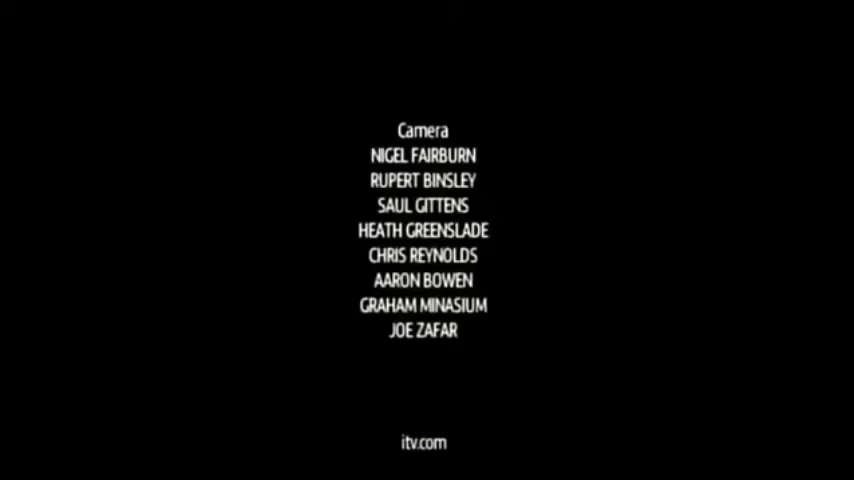 Camera
NIGEL FAIRBURN
RUPERT BINSLEY
SAUL GITTENS
HEATH GREENSLADE
CHRIS REYNOLDS
AARON BOWEN
GRAHAM MINASIUM
JOE ZAFAR
itv.com